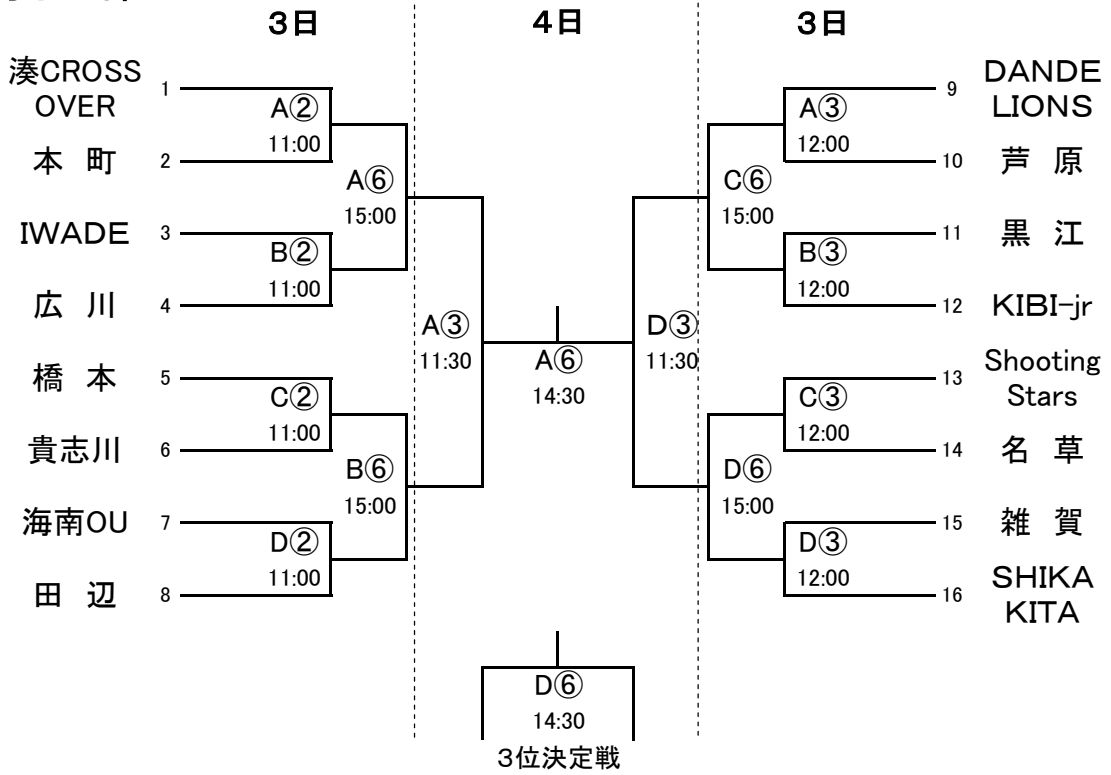 3日
4日
3日
湊CROSS
OVER
1
A②
11:00
本 町
2
A⑥
15:00
IWADE
3
B②
11:00
広 川
4
A③
11:30
橋 本
5
C②
11:00
貴志川
6
B⑥
15:00
海南OU
7
D②
11:00
田 辺
8
A⑥
14:30
D③
11:30
9
DANDE
LIONS
A③
12:00
10
芦 原
C⑥
15:00
11
黒 江
B③
12:00
12
KIBI-jr
13
Shooting
Stars
C③
12:00
14
名 草
D⑥
15:00
15
雑 賀
D③
12:00
16
SHIKA
KITA
D⑥
14:30
3位決定戦